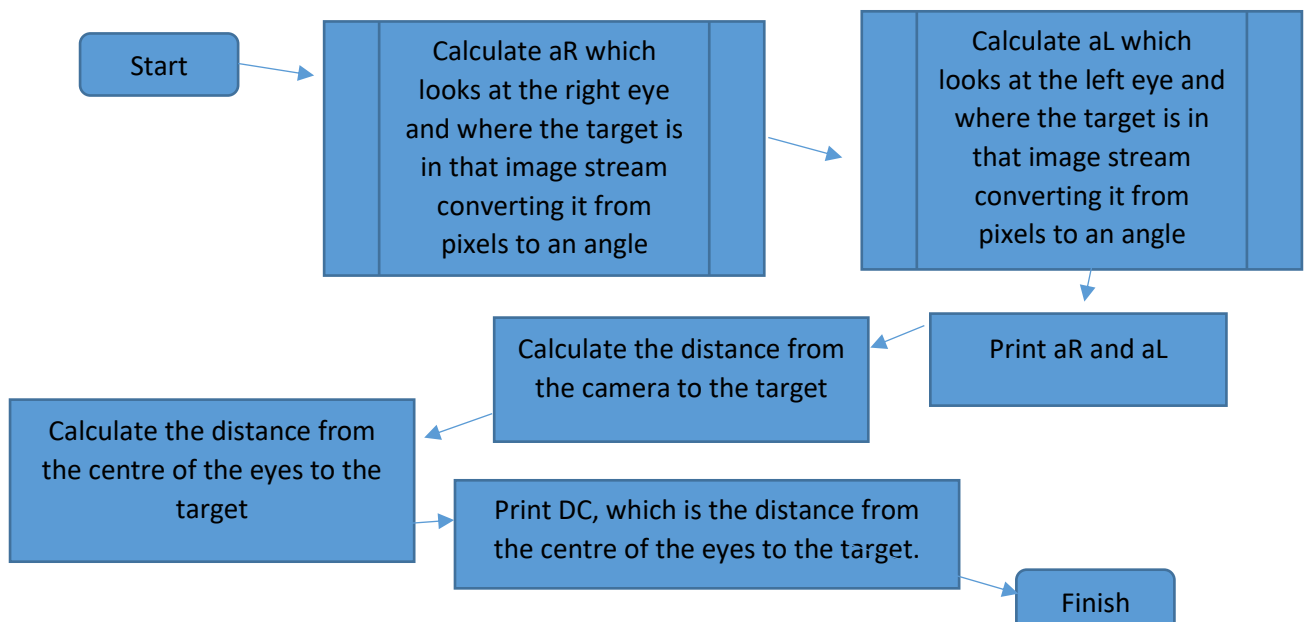 Start
Calculate aR which
looks at the right eye
and where the target is
in that image stream
converting it from
pixels to an angle
Calculate aL which
looks at the left eye and
where the target is in
that image stream
converting it from
pixels to an angle
Print aR and aL
Calculate the distance from
the camera to the target
Calculate the distance from
the centre of the eyes to the
target
Print DC, which is the distance from
the centre of the eyes to the target.
Finish